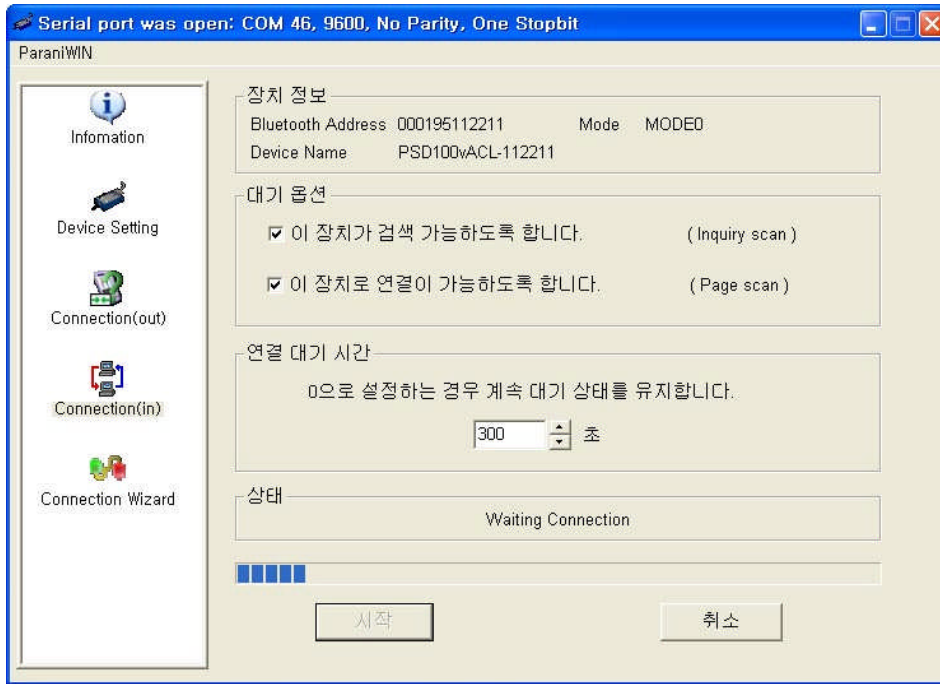 Serial port was open: COM 46, 9600, No Parity, One Stopbit
ParaniWIN
Infomation
Device Setting
Connection(out)
Connection(in)
Connection Wizard
장치 정보
Bluetooth Address 000195112211 Mode MODE0
Device Name PSD100vACL-112211
대기 옵션
이 장치가 검색 가능하도록 합니다. ( Inquiry scan )
이 장치로 연결이 가능하도록 합니다. ( Page scan )
연결 대기 시간
0으로 설정하는 경우 계속 대기 상태를 유지합니다.
300 초
상태
Waiting Connection
시작 취소